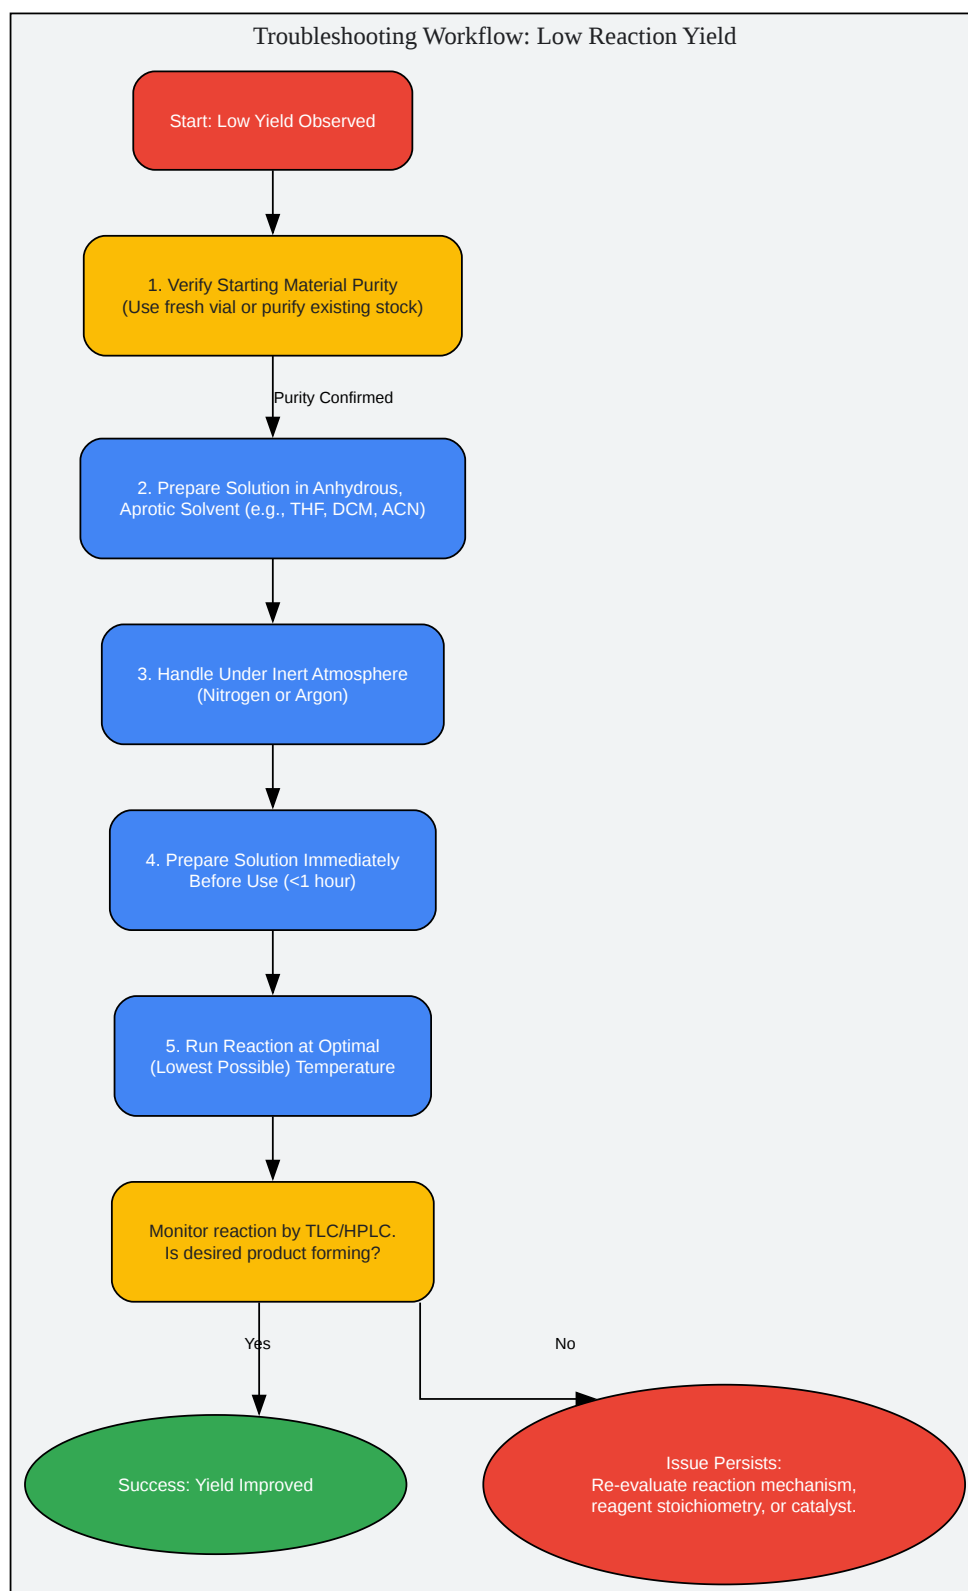 Troubleshooting Workflow: Low Reaction Yield
Start: Low Yield Observed
1. Verify Starting Material Purity
(Use fresh vial or purify existing stock)
Purity Confirmed
2. Prepare Solution in Anhydrous,
Aprotic Solvent (e.g., THF, DCM, ACN)
3. Handle Under Inert Atmosphere
(Nitrogen or Argon)
4. Prepare Solution Immediately
Before Use (<1 hour)
5. Run Reaction at Optimal
(Lowest Possible) Temperature
Monitor reaction by TLC/HPLC.
Is desired product forming?
Yes
No
Success: Yield Improved
Issue Persists:
Re-evaluate reaction mechanism,
reagent stoichiometry, or catalyst.